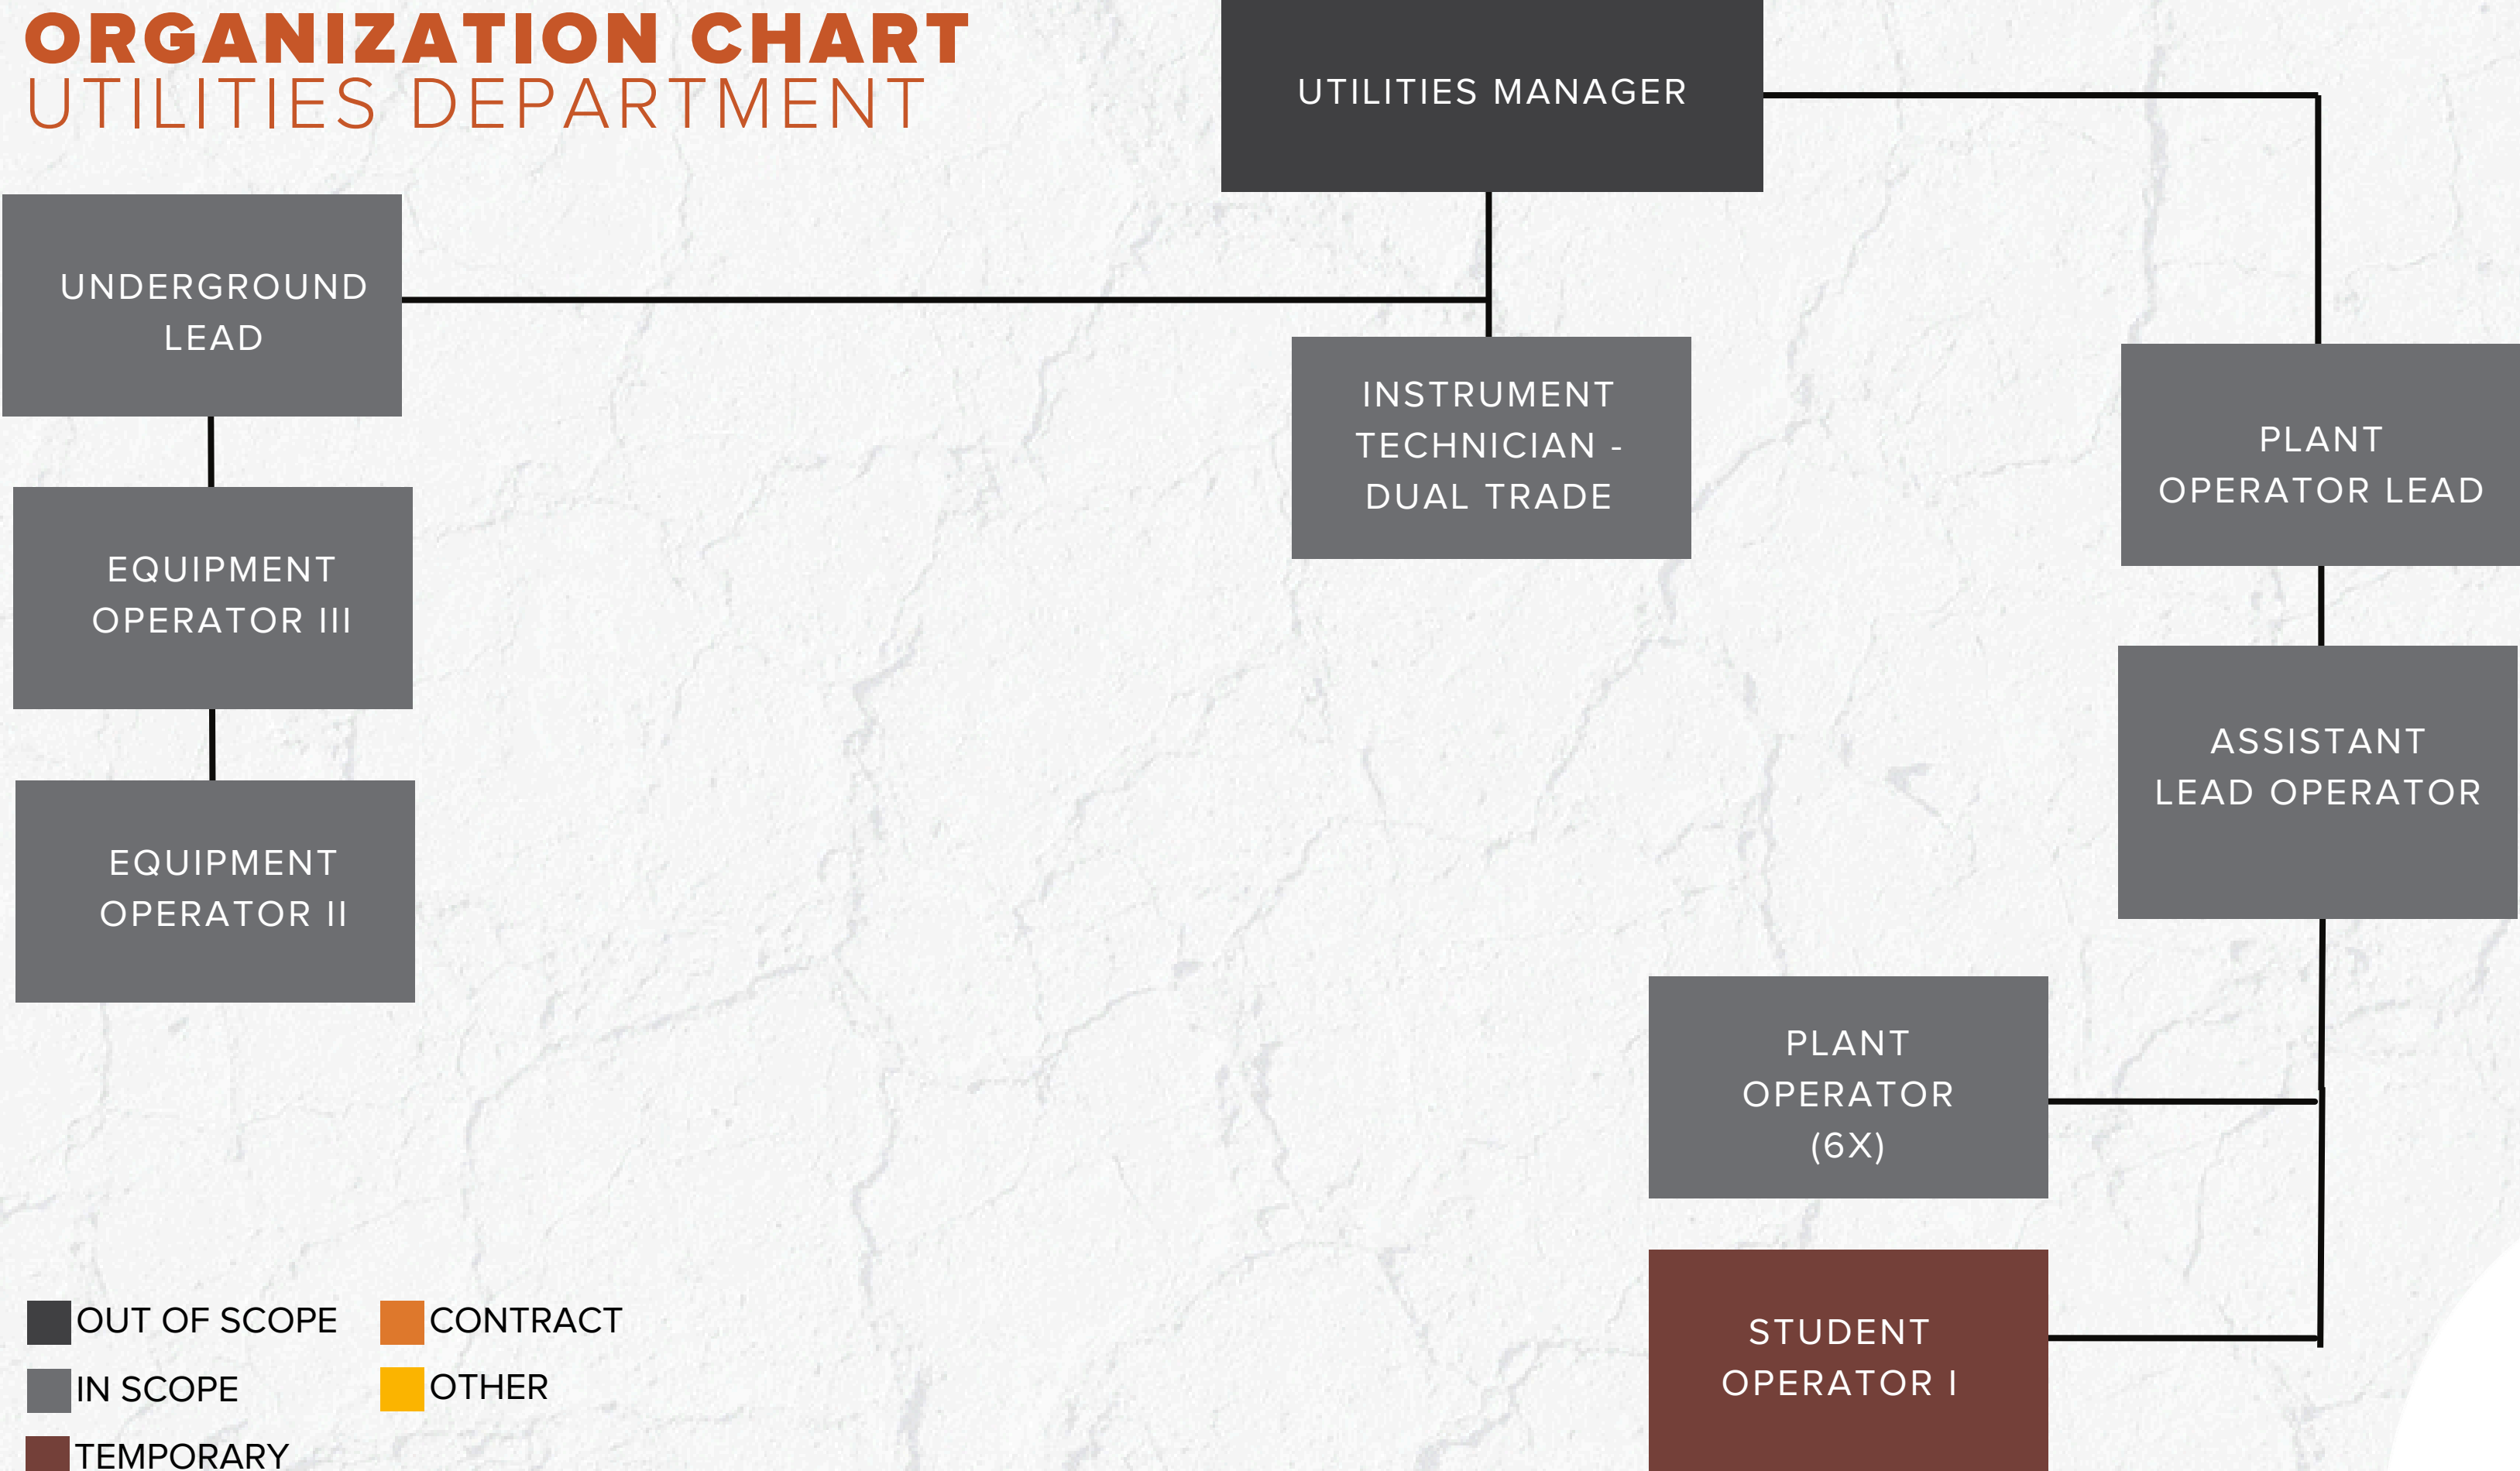 ORGANIZATION CHART
UTILITIES DEPARTMENT
UTILITIES MANAGER
UNDERGROUND
LEAD
INSTRUMENT
TECHNICIAN -
DUAL TRADE
PLANT
OPERATOR LEAD
EQUIPMENT
OPERATOR III
ASSISTANT
LEAD OPERATOR
EQUIPMENT
OPERATOR II
PLANT
OPERATOR
(6X)
STUDENT
OPERATOR I
OUT OF SCOPE
IN SCOPE
TEMPORARY
CONTRACT
OTHER